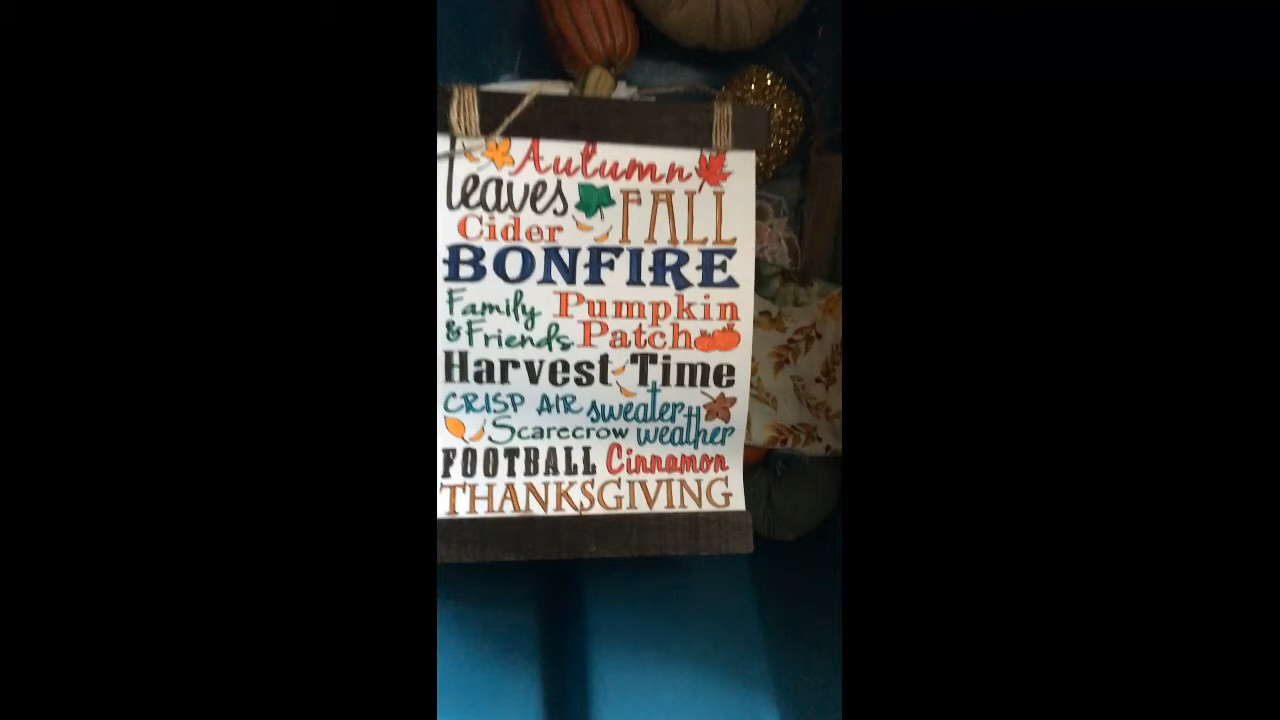 Autumn
leaves FALL
Cider
BONFIRE
Family Pumpkin
& Friends Patch
Harvest Time
CRISP AIR sweater
Scarecrow weather
FOOTBALL Cinnamon
THANKSGIVING